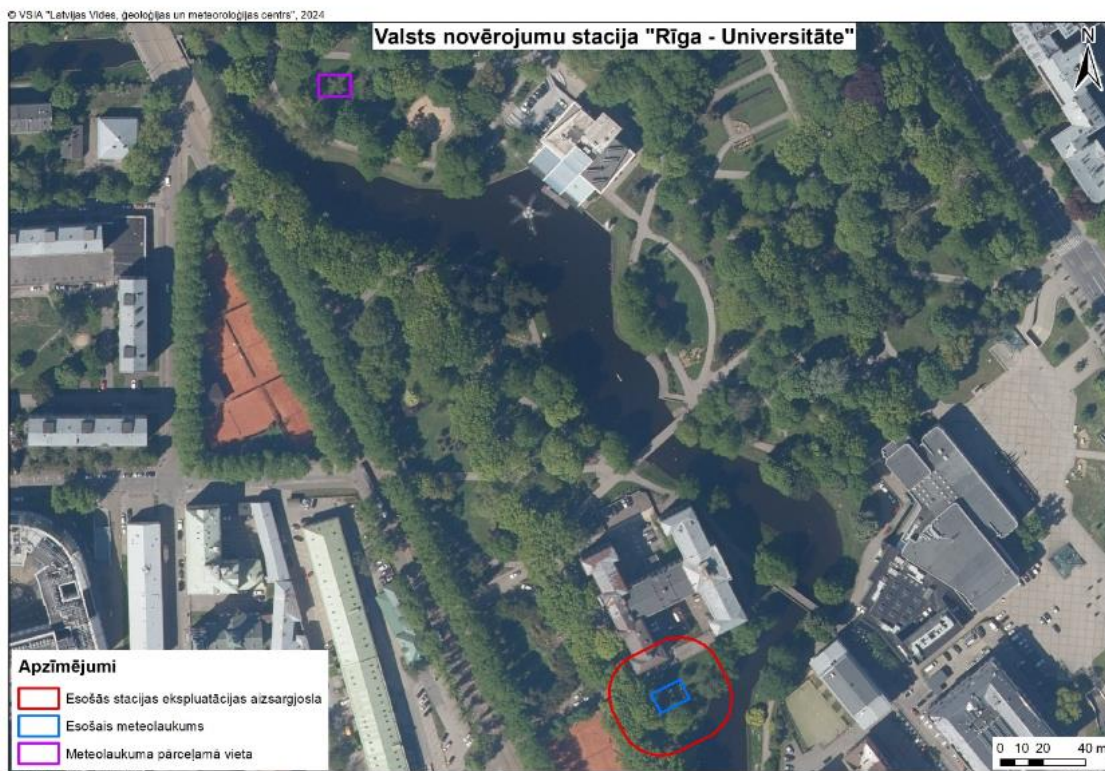 © VSIA "Latvijas Vides, ģeoloģijas un meteoroloģijas centrs", 2024
Valsts novērojumu stacija "Rīga - Universitāte"
N
Apzīmējumi
Esošās stacijas ekspluatācijas aizsargjosla
Esošais meteolaukums
Meteolaukuma pārceļamā vieta
0 10 20 40 m